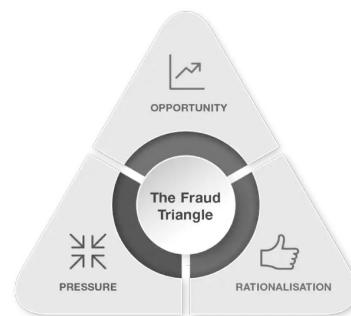 OPPORTUNITY
The Fraud
Triangle
PRESSURE
RATIONALISATION